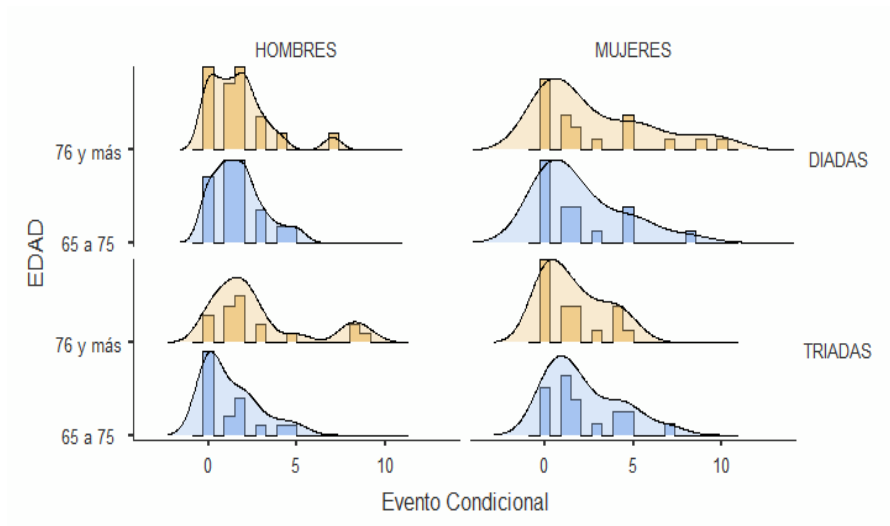 HOMBRES
MUJERES
76 y más
DIADAS
65 a 75
EDAD
76 y más
TRIADAS
65 a 75
0 5 10
0 5 10
Evento Condicional